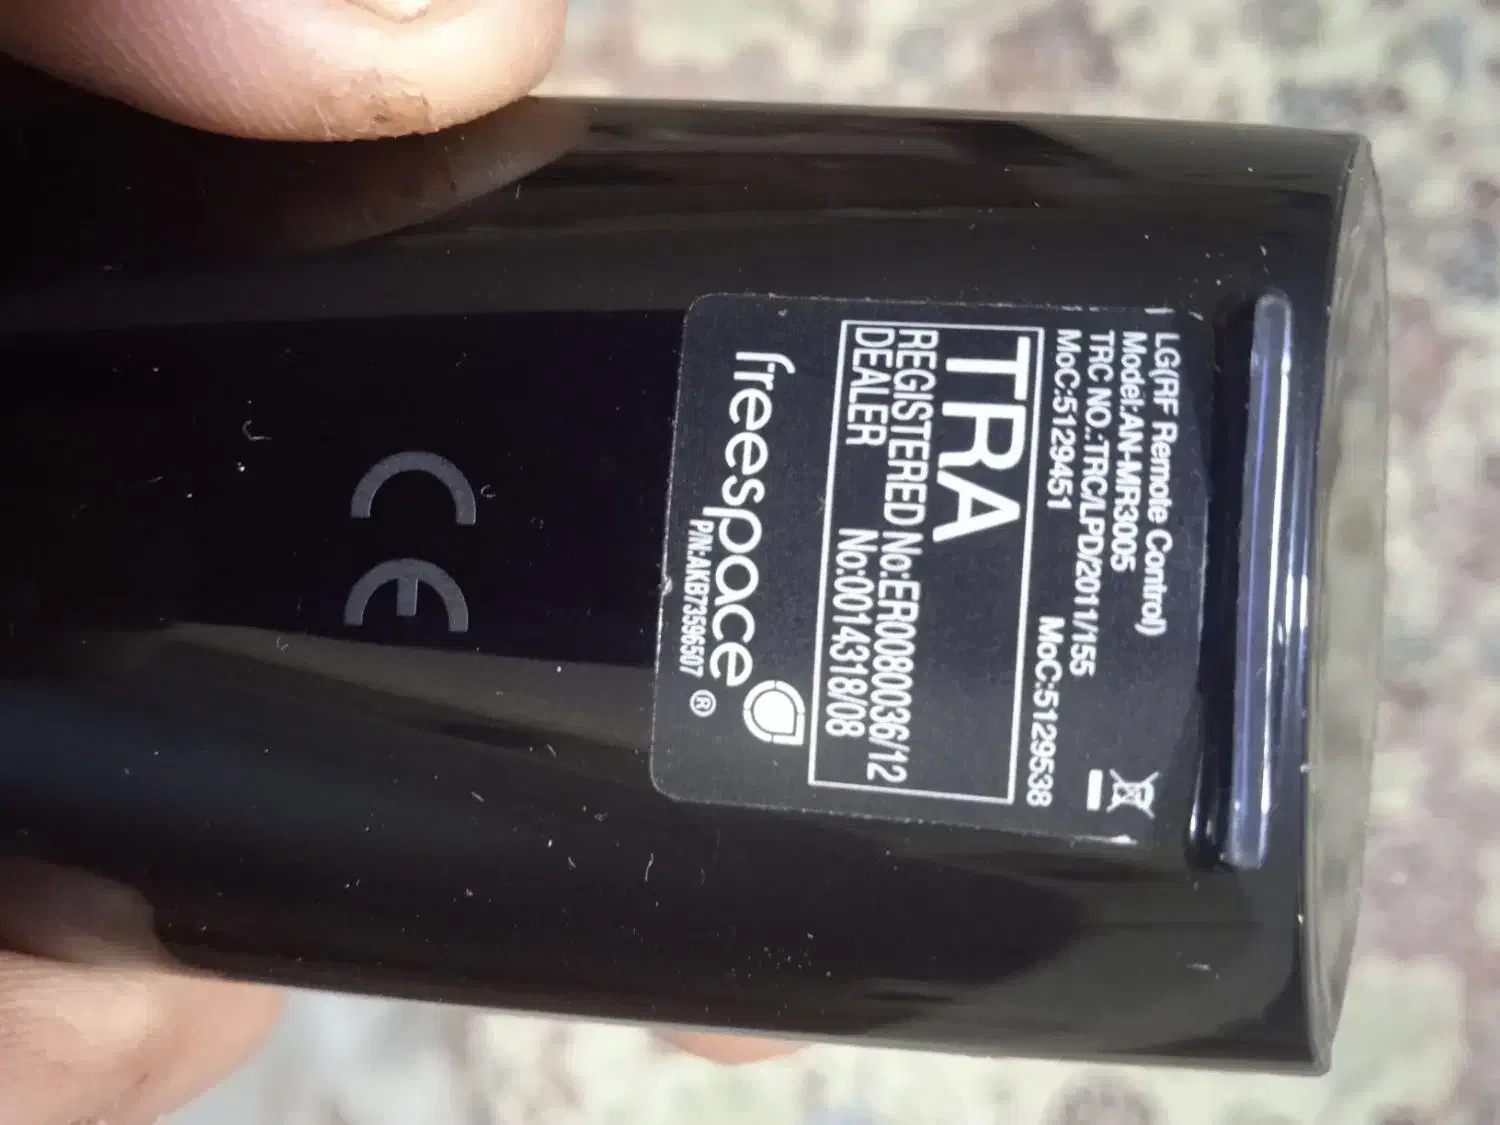 LG(RF Remote Control)
Model:AN-MR3005
TRC NO.:TRC/LPD/2011/155
MoC:5129451 MoC:5129538
TRA
REGISTERED No:ER0080036/12
DEALER No:0014318/08
freespace ®
P/N:AKB73596507
CE